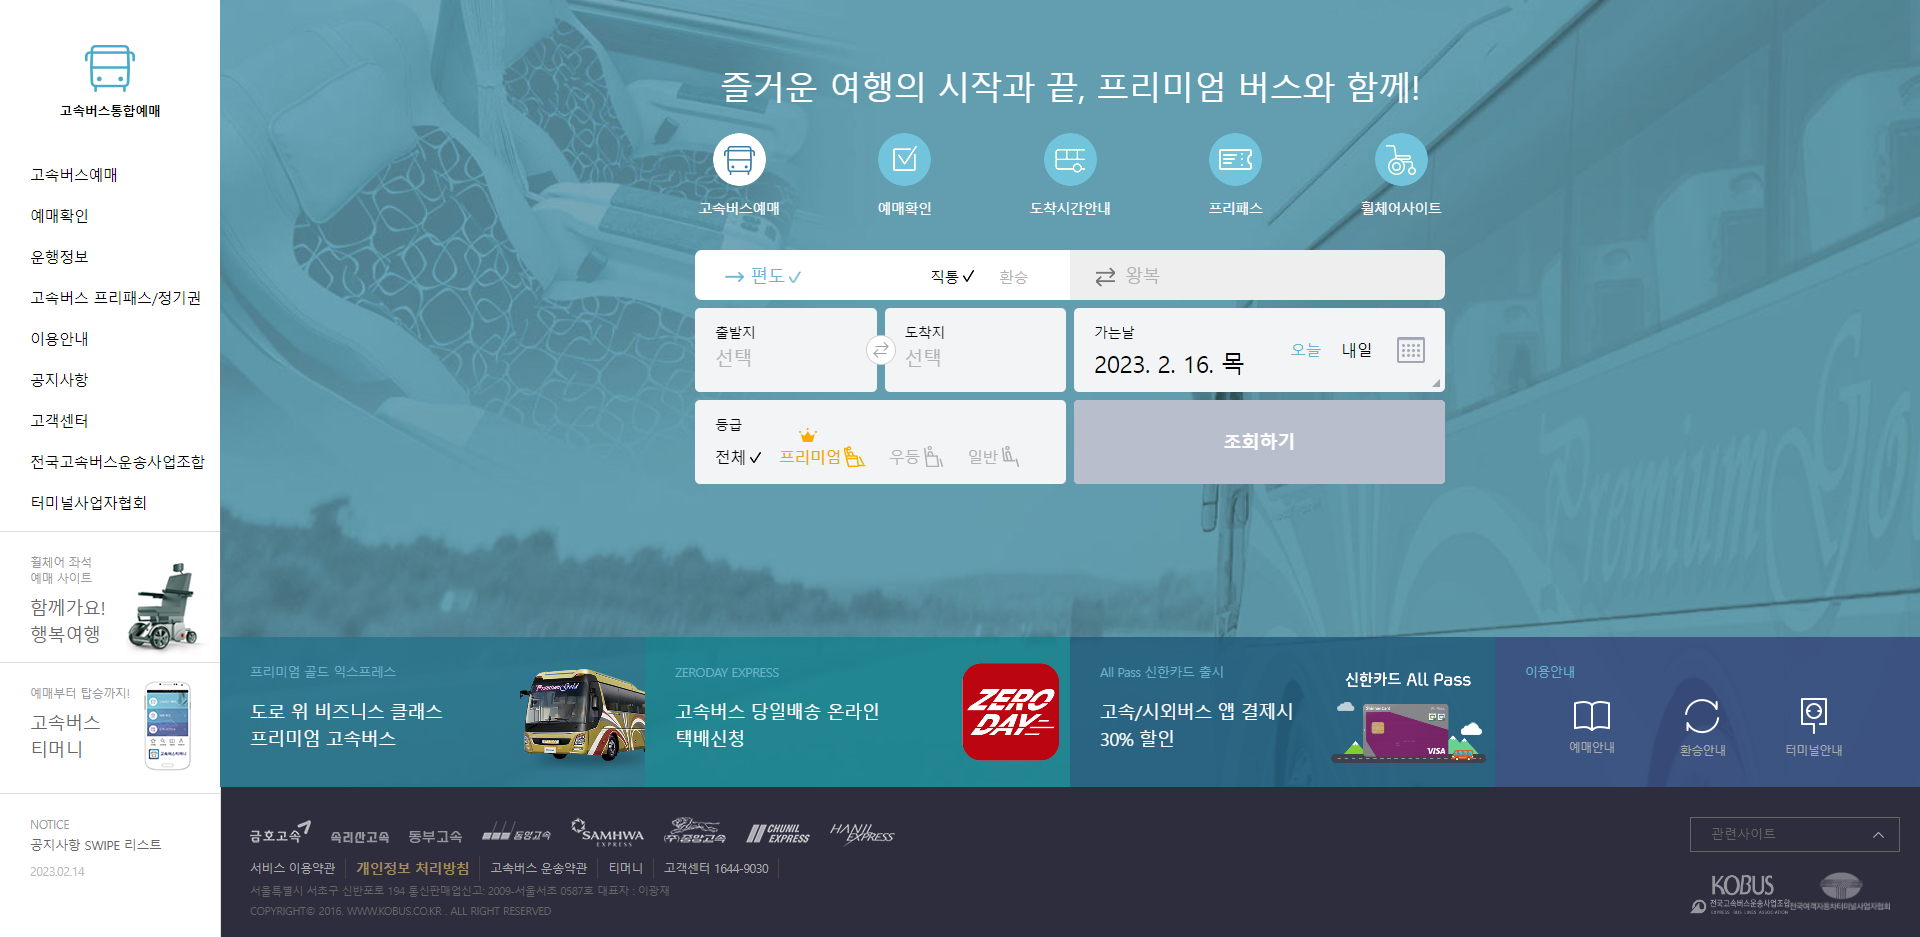 고속버스통합예매
고속버스예매
예매확인
운행정보
고속버스 프리패스/정기권
이용안내
공지사항
고객센터
전국고속버스운송사업조합
터미널사업자협회
휠체어 좌석
예매 사이트
함께가요!
행복여행
예매부터 탑승까지!
고속버스
티머니
NOTICE
공지사항 SWIPE 리스트
2023.02.14
즐거운 여행의 시작과 끝, 프리미엄 버스와 함께!
고속버스예매
예매확인
도착시간안내
프리패스
휠체어사이트
편도
직통
환승
왕복
출발지
선택
도착지
선택
가는날
2023. 2. 16. 목
오늘
내일
등급
전체
프리미엄
우등
일반
조회하기
Premium Gold
프리미엄 골드 익스프레스
도로 위 비즈니스 클래스
프리미엄 고속버스
ZERODAY EXPRESS
고속버스 당일배송 온라인
택배신청
ZERO
DAY
All Pass 신한카드 출시
고속/시외버스 앱 결제시
30% 할인
신한카드 All Pass
VISA
이용안내
예매안내
환승안내
터미널안내
금호고속
속리산고속
동부고속
동양고속
SAMHWA
EXPRESS
(주)중앙고속
CHUNIL
EXPRESS
HANIL
EXPRESS
서비스 이용약관
개인정보 처리방침
고속버스 운송약관
티머니
고객센터 1644-9030
서울특별시 서초구 신반포로 194 통신판매업신고: 2009-서울서초 0587호 대표자 : 이광재
COPYRIGHT© 2016. WWW.KOBUS.CO.KR . ALL RIGHT RESERVED
관련사이트
KOBUS
전국고속버스운송사업조합
EXPRESS BUS LINES ASSOCIATION
전국여객자동차터미널사업자협회